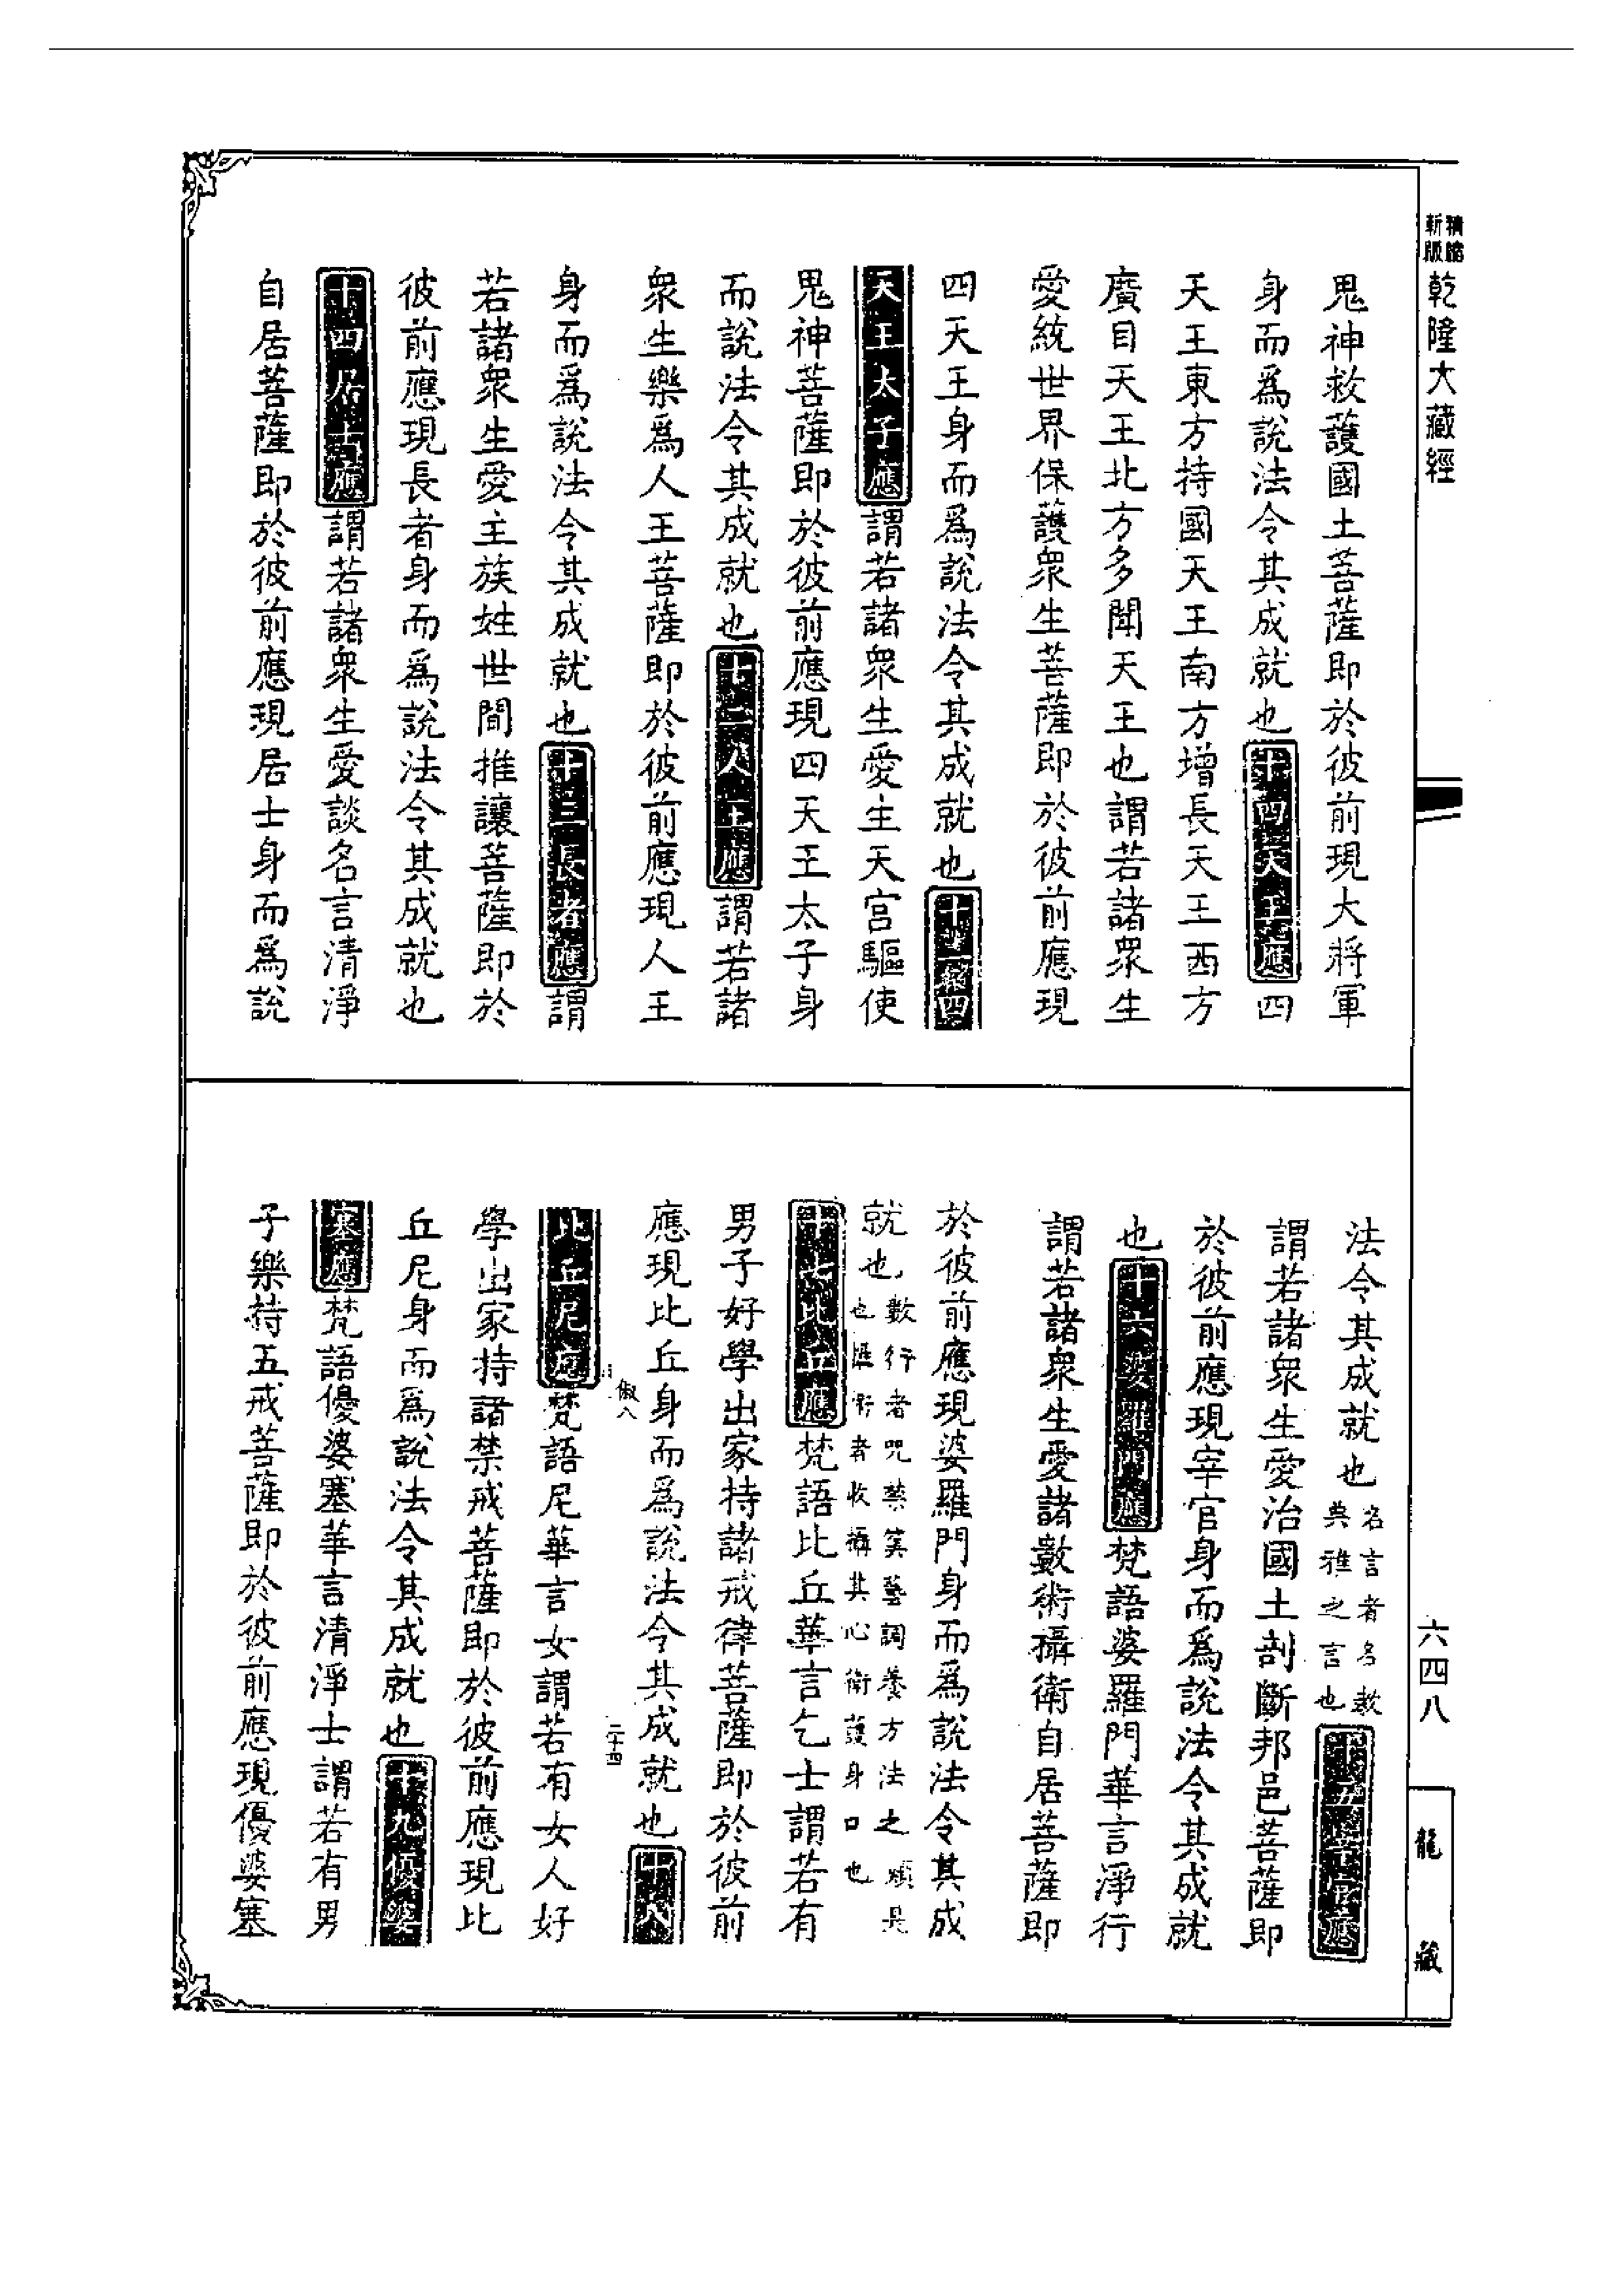 精縮
新版
乾隆大藏經
鬼神救護國土菩薩即於彼前現大將軍
身而爲說法令其成就也十四天王應四
天王東方持國天王南方增長天王西方
廣目天王北方多聞天王也謂若諸衆生
愛統世界保護衆生菩薩即於彼前應現
四天王身而爲說法令其成就也十一四
天王太子應謂若諸衆生愛生天宮驅使
鬼神菩薩即於彼前應現四天王太子身
而說法令其成就也十二人王應謂若諸
衆生樂爲人王菩薩即於彼前應現人王
身而爲說法令其成就也十三長者應謂
若諸衆生愛主族姓世間推讓菩薩即於
彼前應現長者身而爲說法令其成就也
十四居士應謂若諸衆生愛談名言清淨
自居菩薩即於彼前應現居士身而爲說
法令其成就也名言者名教典雅之言也十五宰官應
謂若諸衆生愛治國土剖斷邦邑菩薩即
於彼前應現宰官身而爲說法令其成就
也十六婆羅門應梵語婆羅門華言淨行
謂若諸衆生愛諸數術攝衛自居菩薩即
於彼前應現婆羅門身而爲說法令其成
就也數行者咒禁筭藝調養方法之類是也攝衛者收攝其心衛護身口也
十七比丘應梵語比丘華言乞士謂若有
男子好學出家持諸戒律菩薩即於彼前
應現比丘身而爲說法令其成就也十八
俶八
二十四
比丘尼應梵語尼華言女謂若有女人好
學出家持諸禁戒菩薩即於彼前應現比
丘尼身而爲說法令其成就也十九優婆
塞應梵語優婆塞華言清淨士謂若有男
子樂持五戒菩薩即於彼前應現優婆塞
六四八
龍藏